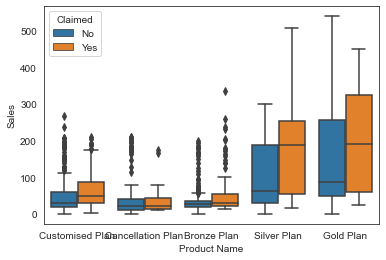 Claimed
No
Yes
Sales
500
400
300
200
100
0
Customised Plan Cancellation Plan Bronze Plan Silver Plan Gold Plan
Product Name